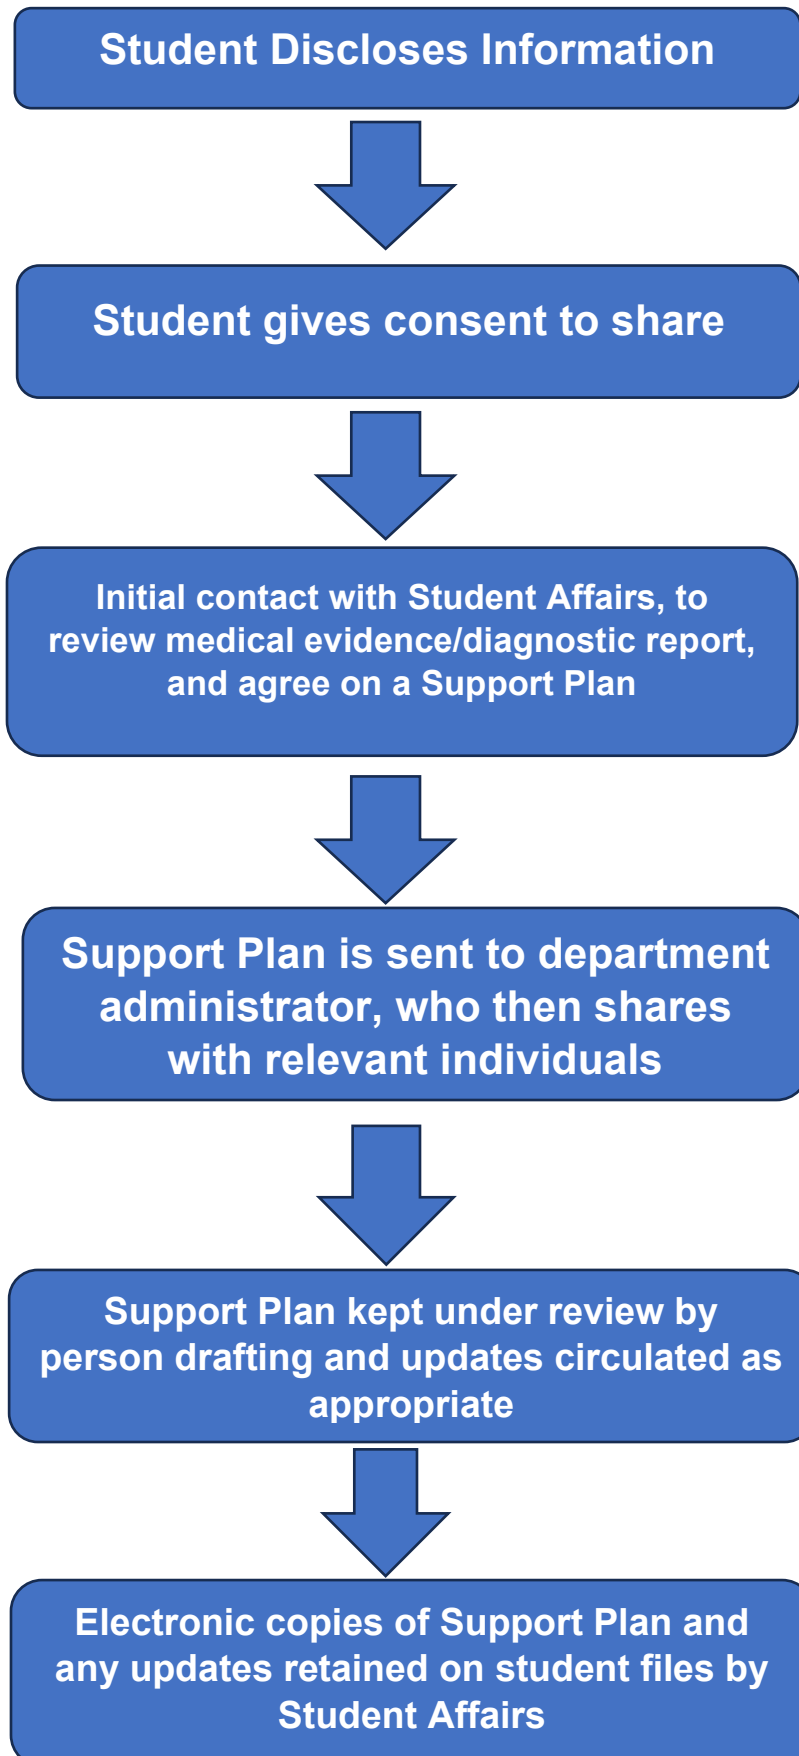 Student Discloses Information
Student gives consent to share
Initial contact with Student Affairs, to
review medical evidence/diagnostic report,
and agree on a Support Plan
Support Plan is sent to department
administrator, who then shares
with relevant individuals
Support Plan kept under review by
person drafting and updates circulated as
appropriate
Electronic copies of Support Plan and
any updates retained on student files by
Student Affairs